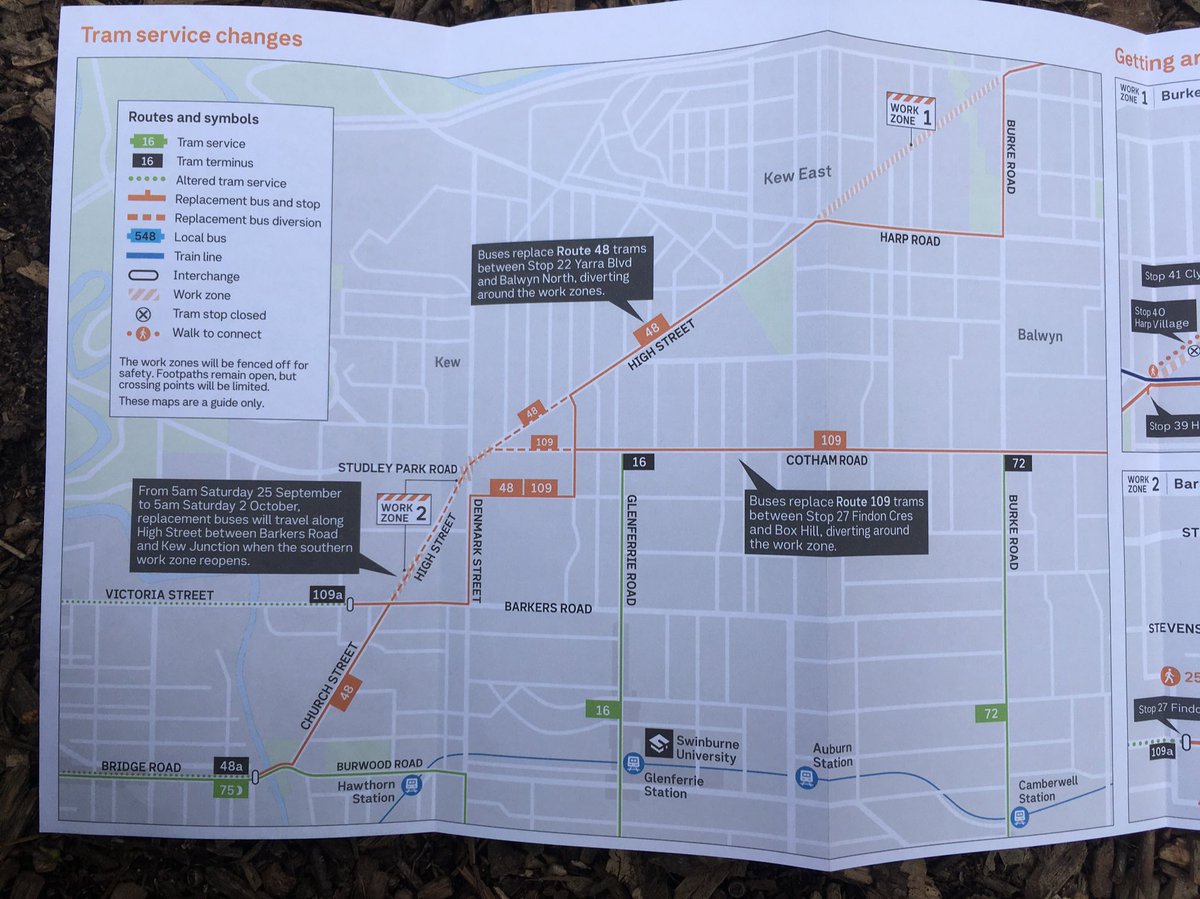 Tram service changes
Routes and symbols
16 Tram service
16 Tram terminus
Altered tram service
Replacement bus and stop
Replacement bus diversion
548 Local bus
Train line
Interchange
Work zone
Tram stop closed
Walk to connect
The work zones will be fenced off for
safety. Footpaths remain open, but
crossing points will be limited.
These maps are a guide only.
WORK
ZONE 1
Kew East
BURKE ROAD
HARP ROAD
Buses replace Route 48 trams
between Stop 22 Yarra Blvd
and Balwyn North, diverting
around the work zones.
48
HIGH STREET
Balwyn
Kew
48
109
109
COTHAM ROAD
STUDLEY PARK ROAD
16
72
48 109
From 5am Saturday 25 September
to 5am Saturday 2 October,
replacement buses will travel along
High Street between Barkers Road
and Kew Junction when the southern
work zone reopens.
WORK
ZONE 2
HIGH STREET
DENMARK STREET
GLENFERRIE ROAD
Buses replace Route 109 trams
between Stop 27 Findon Cres
and Box Hill, diverting around
the work zone.
BURKE ROAD
VICTORIA STREET
109a
BARKERS ROAD
CHURCH STREET
48
16
72
Swinburne
University
Glenferrie
Station
Auburn
Station
Camberwell
Station
BRIDGE ROAD
48a
75
BURWOOD ROAD
Hawthorn
Station
Getting ar
WORK
ZONE 1
Burke
Stop 41 Cly
Stop 40
Harp Village
Stop 39 H
WORK
ZONE 2
Bar
ST
STEVENS
25
Stop 27 Findo
109a